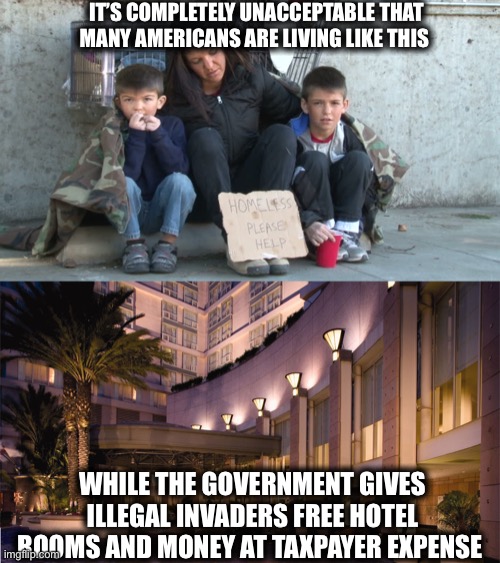 IT'S COMPLETELY UNACCEPTABLE THAT
MANY AMERICANS ARE LIVING LIKE THIS
HOMELESS
PLEASE
HELP
WHILE THE GOVERNMENT GIVES
ILLEGAL INVADERS FREE HOTEL
ROOMS AND MONEY AT TAXPAYER EXPENSE
imgflip.com